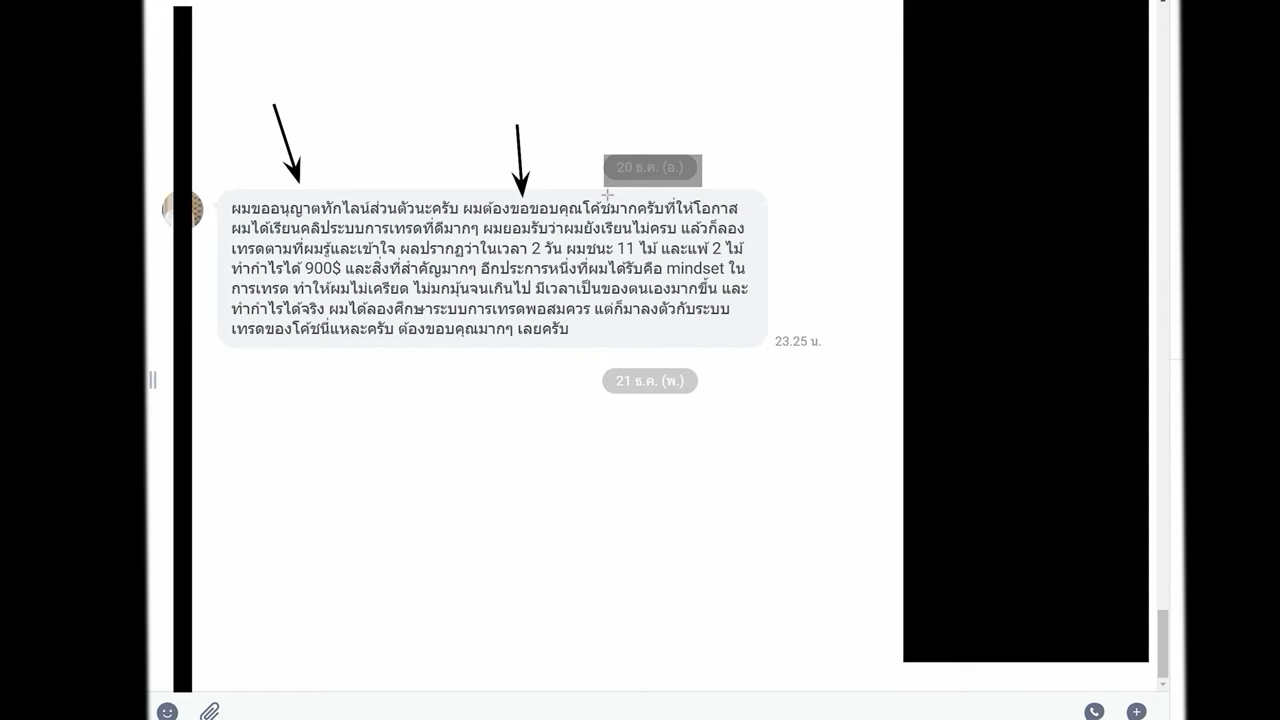 20 ธ.ค. (อ.)
ผมขออนุญาตทักไลน์ส่วนตัวนะครับ ผมต้องขอขอบคุณโค้ชมากครับที่ให้โอกาส
ผมได้เรียนคลิประบบการเทรดที่ดีมากๆ ผมยอมรับว่าผมยังเรียนไม่ครบ แล้วก็ลอง
เทรดตามที่ผมรู้และเข้าใจ ผลปรากฏว่าในเวลา 2 วัน ผมชนะ 11 ไม้ และแพ้ 2 ไม้
ทำกำไรได้ 900$ และสิ่งที่สำคัญมากๆ อีกประการหนึ่งที่ผมได้รับคือ mindset ใน
การเทรด ทำให้ผมไม่เครียด ไม่มกมุ้นจนเกินไป มีเวลาเป็นของตนเองมากขึ้น และ
ทำกำไรได้จริง ผมได้ลองศึกษาระบบการเทรดพอสมควร แต่ก็มาลงตัวกับระบบ
เทรดของโค้ชนี่แหละครับ ต้องขอบคุณมากๆ เลยครับ
23.25 น.
21 ธ.ค. (พ.)